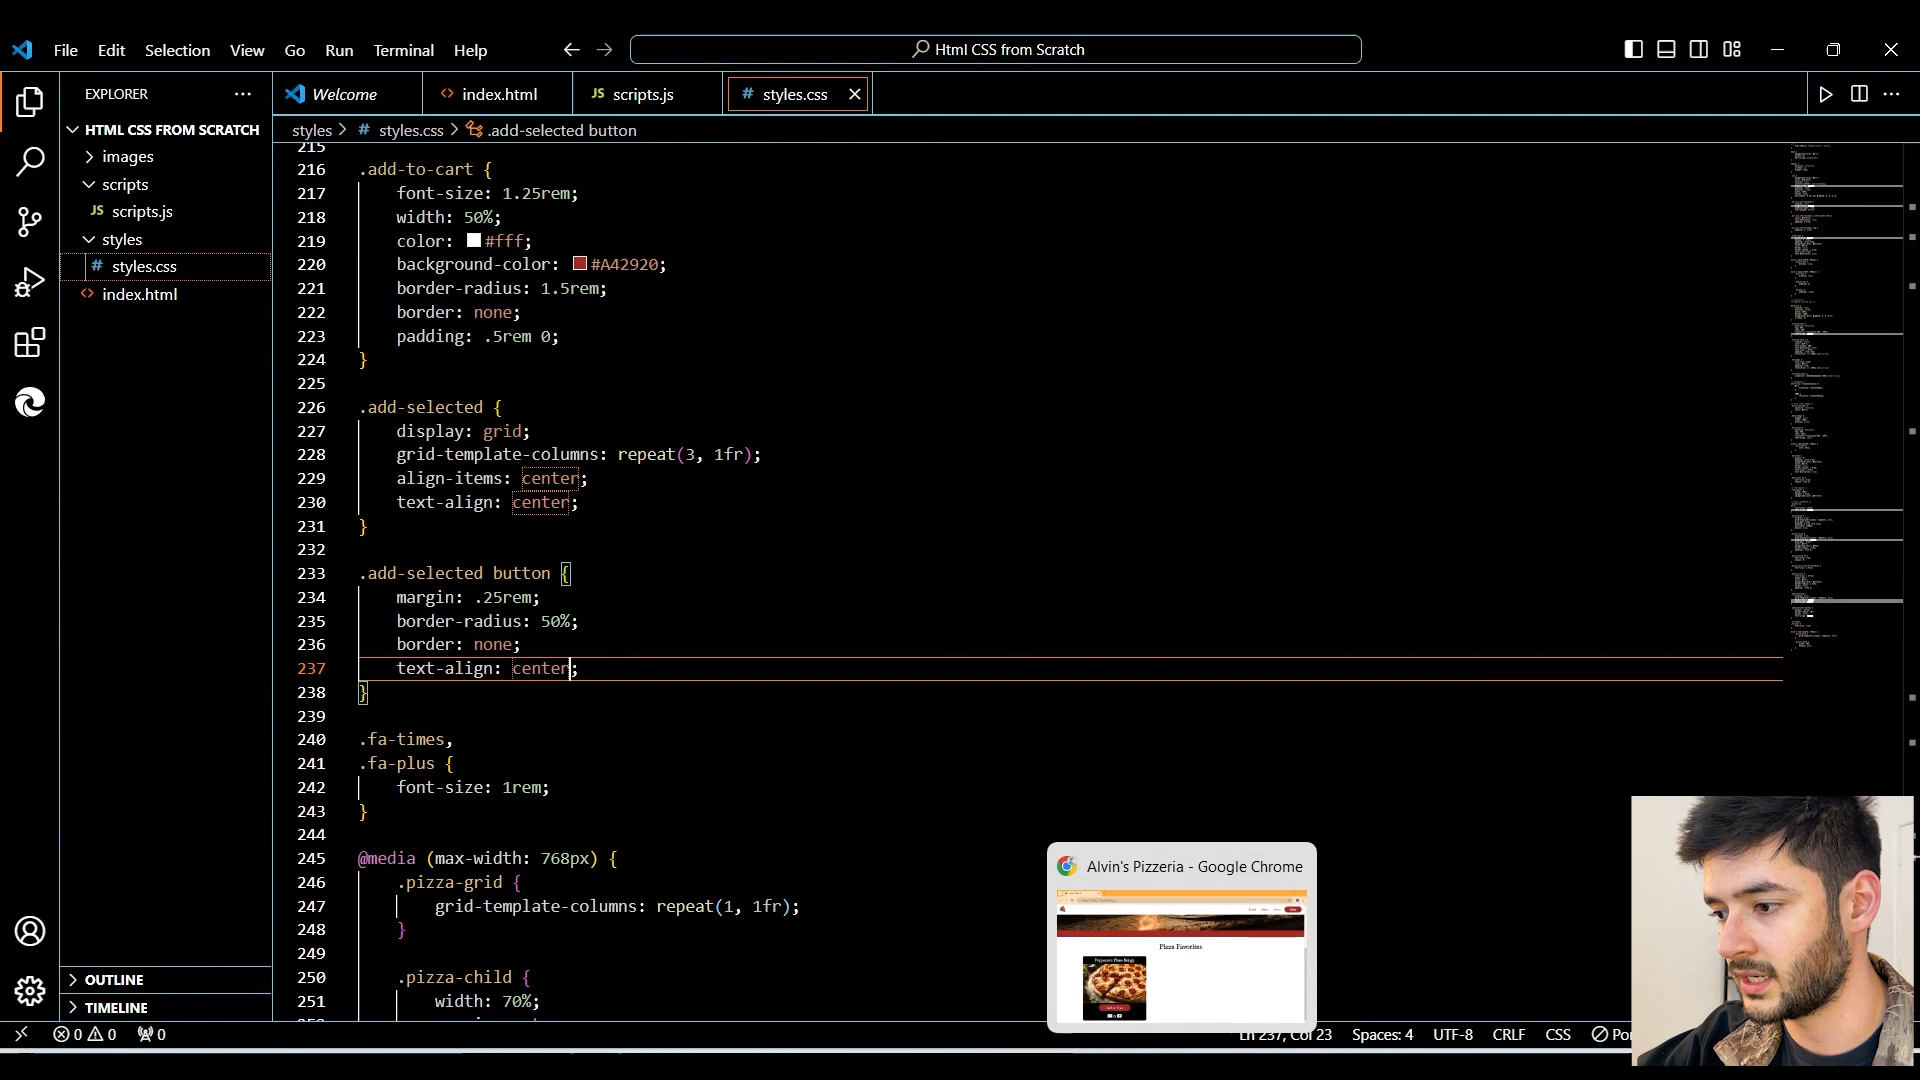 File Edit Selection View Go Run Terminal Help
Html CSS from Scratch
EXPLORER
Welcome
index.html
JS scripts.js
# styles.css
HTML CSS FROM SCRATCH
styles > # styles.css > .add-selected button
images
scripts
JS scripts.js
styles
# styles.css
index.html
215
216 .add-to-cart {
217 font-size: 1.25rem;
218 width: 50%;
219 color: #fff;
220 background-color: #A42920;
221 border-radius: 1.5rem;
222 border: none;
223 padding: .5rem 0;
224 }
225
226 .add-selected {
227 display: grid;
228 grid-template-columns: repeat(3, 1fr);
229 align-items: center;
230 text-align: center;
231 }
232
233 .add-selected button {
234 margin: .25rem;
235 border-radius: 50%;
236 border: none;
237 text-align: center;
238 }
239
240 .fa-times,
241 .fa-plus {
242 font-size: 1rem;
243 }
244
245 @media (max-width: 768px) {
246 .pizza-grid {
247 grid-template-columns: repeat(1, 1fr);
248 }
249
250 .pizza-child {
251 width: 70%;
OUTLINE
TIMELINE
Alvin's Pizzeria - Google Chrome
Pizza Favorites
0 0 0
Ln 237, Col 23 Spaces: 4 UTF-8 CRLF CSS